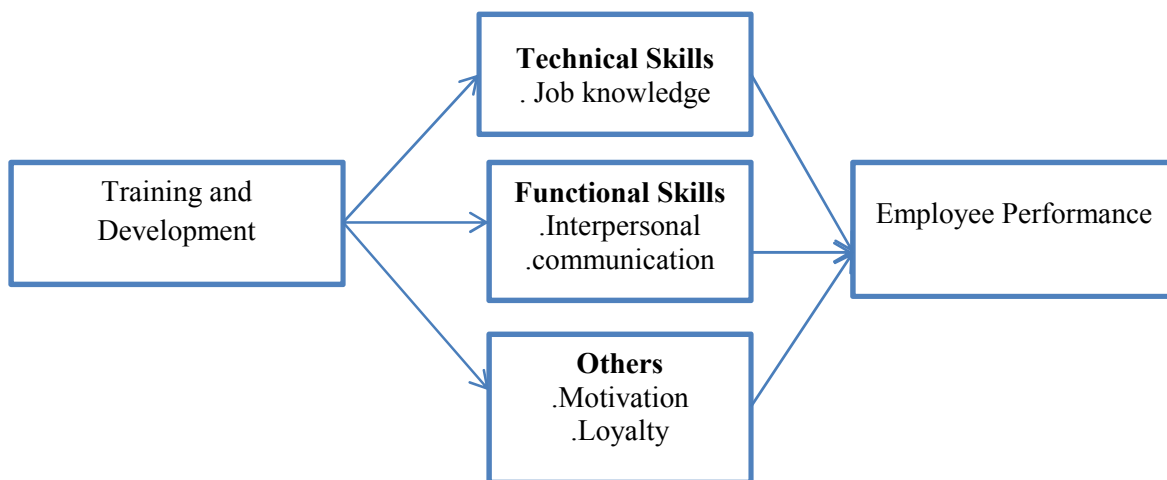 Training and
Development
Technical Skills
. Job knowledge
Functional Skills
.Interpersonal
.communication
Others
.Motivation
.Loyalty
Employee Performance